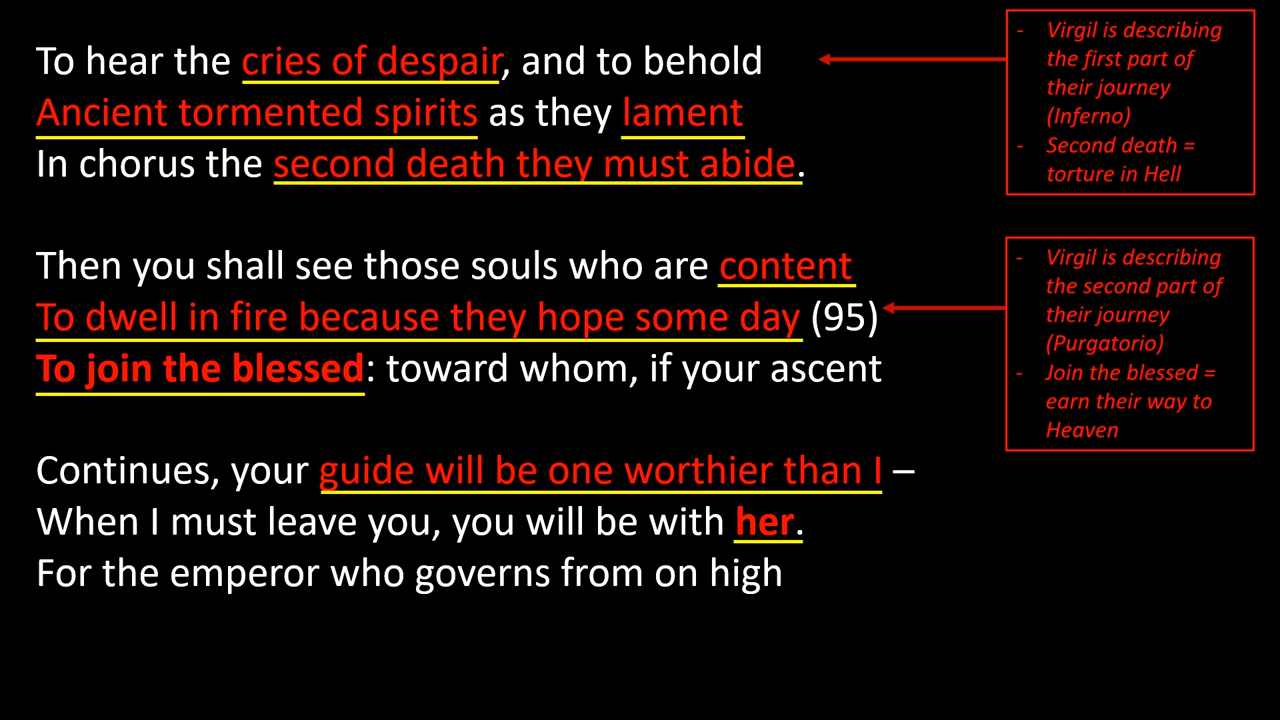 To hear the cries of despair, and to behold
Ancient tormented spirits as they lament
In chorus the second death they must abide.
Then you shall see those souls who are content
To dwell in fire because they hope some day (95)
To join the blessed: toward whom, if your ascent
Continues, your guide will be one worthier than I –
When I must leave you, you will be with her.
For the emperor who governs from on high
- Virgil is describing
the first part of
their journey
(Inferno)
- Second death =
torture in Hell
- Virgil is describing
the second part of
their journey
(Purgatorio)
- Join the blessed =
earn their way to
Heaven